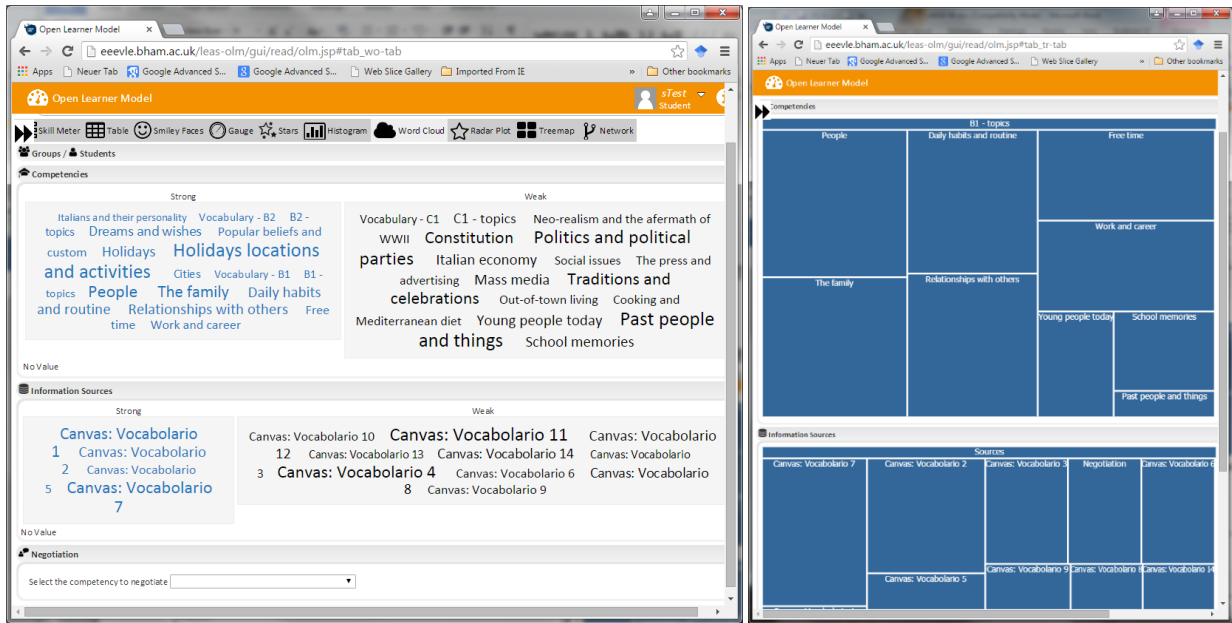 Open Learner Model
eeevle.bham.ac.uk/leas-olm/gui/read/olm.jsp#tab_wo-tab
Apps Neuer Tab Google Advanced S... Google Advanced S... Web Slice Gallery Imported From IE » Other bookmarks
Open Learner Model
sTest
Student
Skill Meter Table Smiley Faces Gauge Stars Histogram Word Cloud Radar Plot Treemap Network
Groups / Students
Competencies
Strong
Italians and their personality Vocabulary - B2 B2 -
topics Dreams and wishes Popular beliefs and
custom Holidays Holidays locations
and activities Cities Vocabulary - B1 B1 -
topics People The family Daily habits
and routine Relationships with others Free
time Work and career
Weak
Vocabulary - C1 C1 - topics Neo-realism and the afermath of
WWII Constitution Politics and political
parties Italian economy Social issues The press and
advertising Mass media Traditions and
celebrations Out-of-town living Cooking and
Mediterranean diet Young people today Past people
and things School memories
No Value
Information Sources
Strong
Canvas: Vocabolario
1 Canvas: Vocabolario
2 Canvas: Vocabolario
5 Canvas: Vocabolario
7
Weak
Canvas: Vocabolario 10 Canvas: Vocabolario 11 Canvas: Vocabolario
12 Canvas: Vocabolario 13 Canvas: Vocabolario 14 Canvas: Vocabolario
3 Canvas: Vocabolario 4 Canvas: Vocabolario 6 Canvas: Vocabolario
8 Canvas: Vocabolario 9
No Value
Negotiation
Select the competency to negotiate
Open Learner Model
eeevle.bham.ac.uk/leas-olm/gui/read/olm.jsp#tab_tr-tab
Apps Neuer Tab Google Advanced S... Google Advanced S... Web Slice Gallery » Other bookmarks
Open Learner Model
Competencies
B1 - topics
People
Daily habits and routine
Free time
Work and career
The family
Relationships with others
Young people today
School memories
Past people and things
Information Sources
Sources
Canvas: Vocabolario 7
Canvas: Vocabolario 2
Canvas: Vocabolario 3
Negotiation
Canvas: Vocabolario 6
Canvas: Vocabolario 5
Canvas: Vocabolario 9
Canvas: Vocabolario 8
Canvas: Vocabolario 14